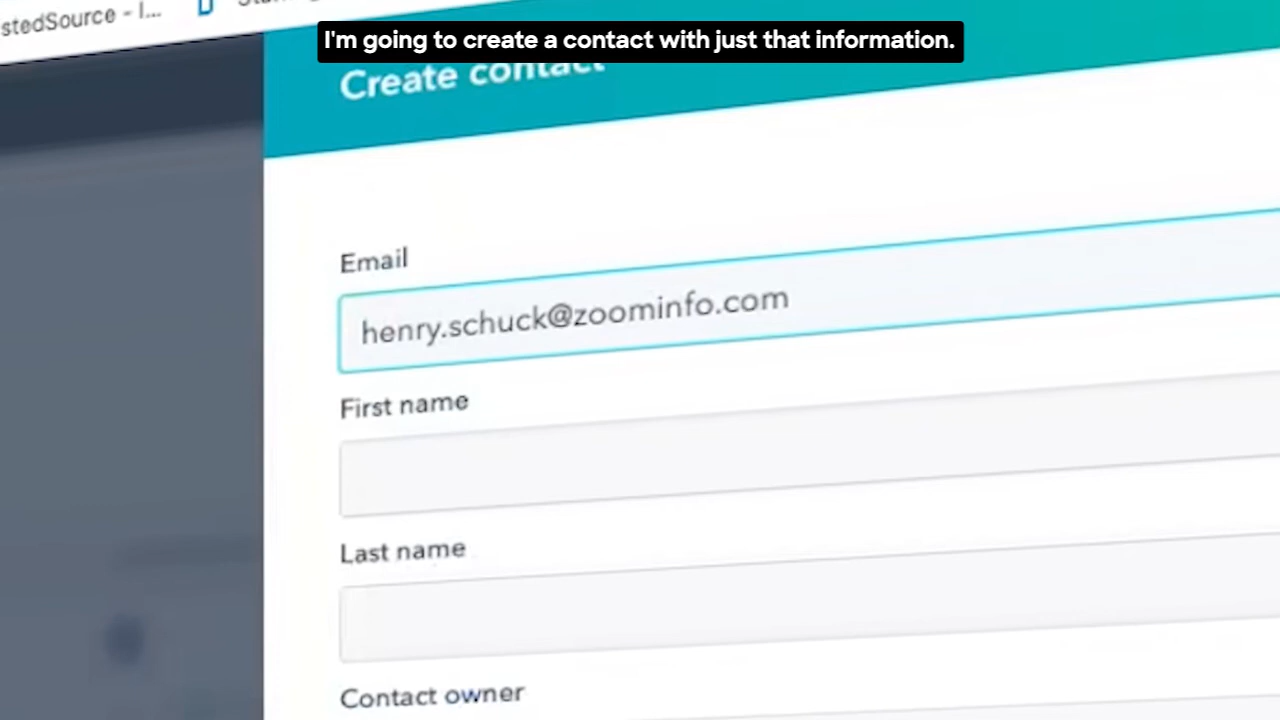 stedSource - I...
I'm going to create a contact with just that information.
Create contact
Email
henry.schuck@zoominfo.com
First name
Last name
Contact owner